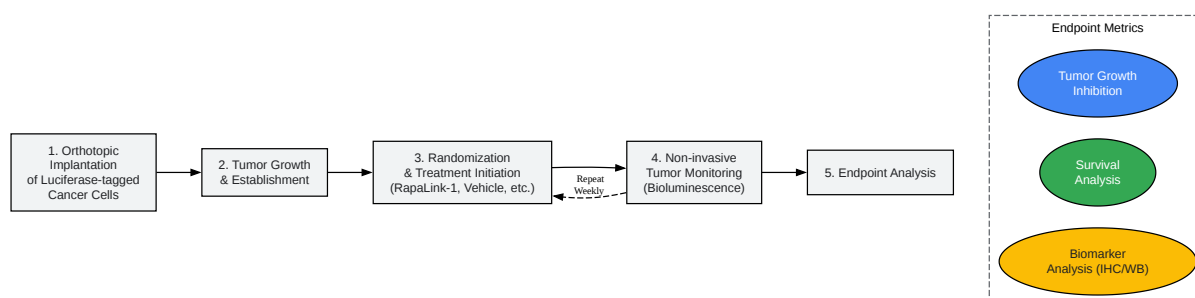 1. Orthotopic
Implantation
of Luciferase-tagged
Cancer Cells
2. Tumor Growth
& Establishment
3. Randomization
& Treatment Initiation
(RapaLink-1, Vehicle, etc.)
Repeat
Weekly
4. Non-invasive
Tumor Monitoring
(Bioluminescence)
5. Endpoint Analysis
Endpoint Metrics
Tumor Growth
Inhibition
Survival
Analysis
Biomarker
Analysis (IHC/WB)